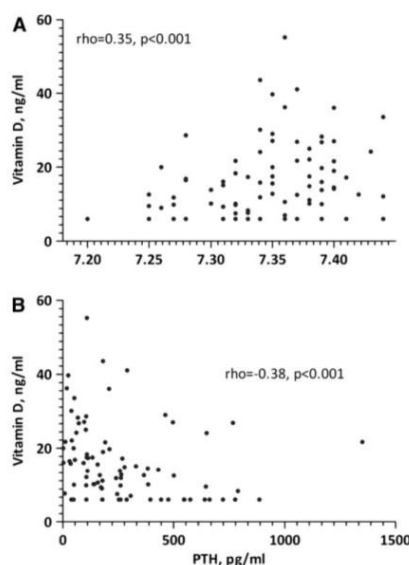 A
60
rho=0.35, p<0.001
40
Vitamin D, ng/ml
20
0
7.20 7.25 7.30 7.35 7.40
B
60
rho=-0.38, p<0.001
40
Vitamin D, ng/ml
20
0
0 500 1000 1500
PTH, pg/ml